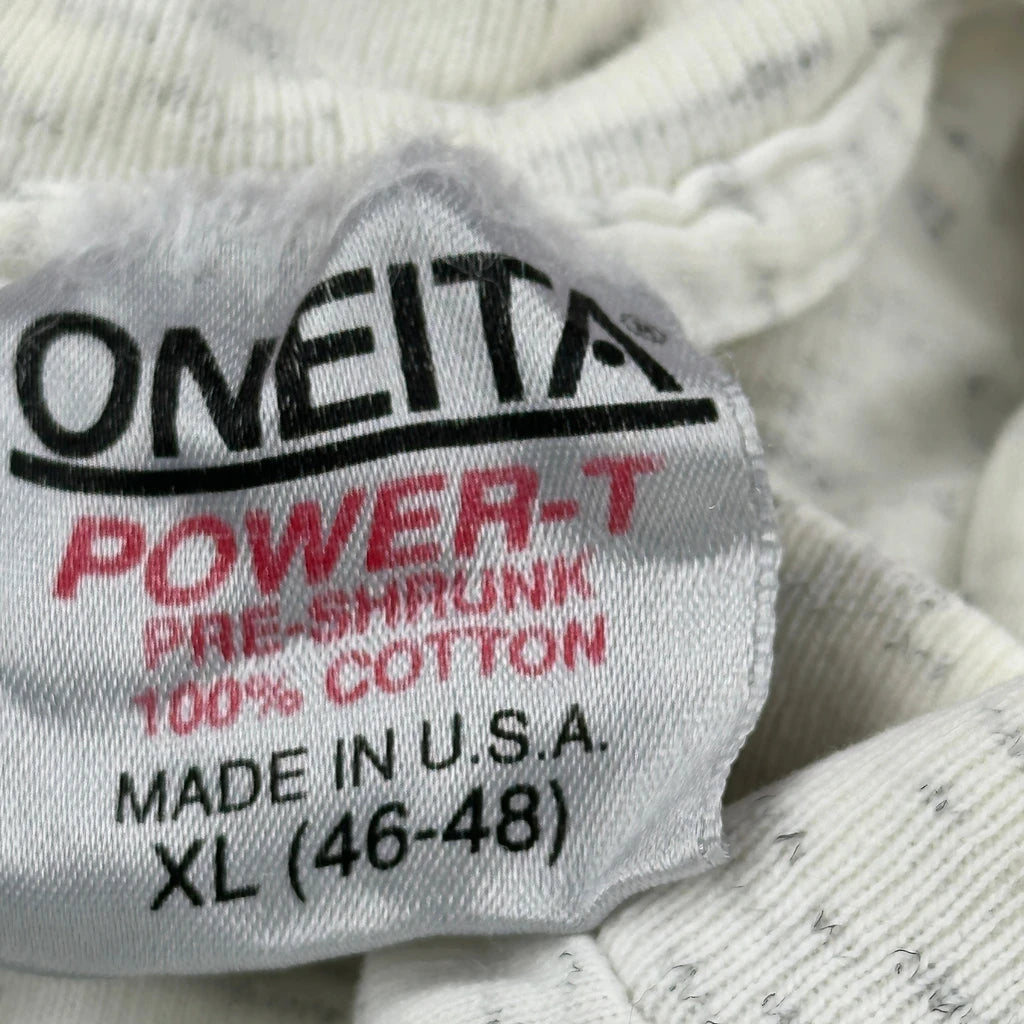 ONEITA®
POWER-T
PRE-SHRUNK
100% COTTON
MADE IN U.S.A.
XL (46-48)